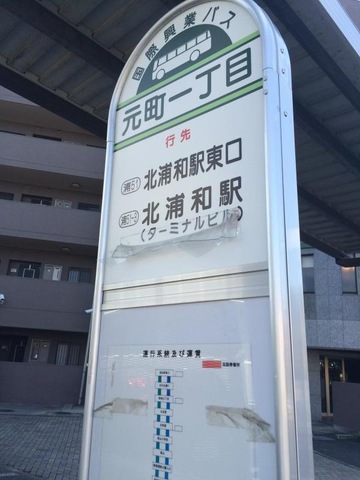 国際興業バス
元町一丁目
行先
浦51 北浦和駅東口
浦51-2 北浦和駅
(ターミナルビル)
運行系統及び運賃